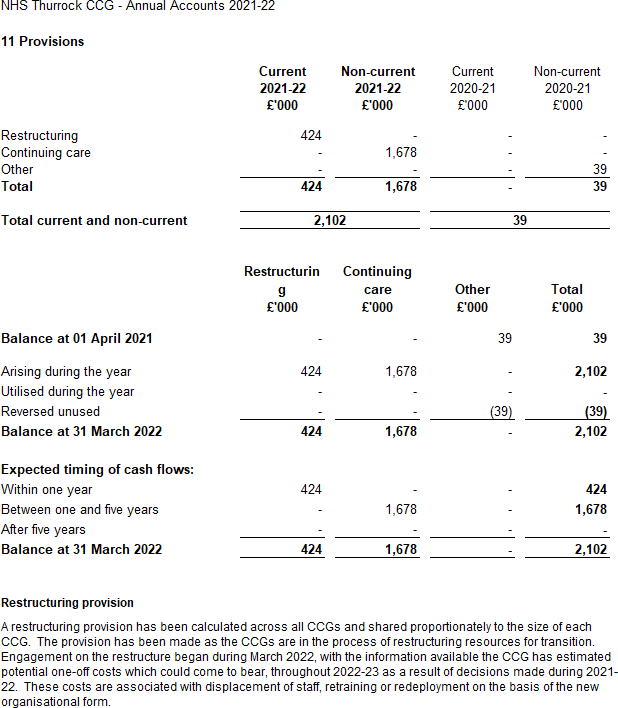 NHS Thurrock CCG - Annual Accounts 2021-22
11 Provisions
Current Non-current Current Non-current
2021-22 2021-22 2020-21 2020-21
£'000 £'000 £'000 £'000
Restructuring 424 - - -
Continuing care - 1,678 - -
Other - - - 39
Total 424 1,678 - 39
Total current and non-current 2,102 39
Restructurin Continuing
g care Other Total
£'000 £'000 £'000 £'000
Balance at 01 April 2021 - - 39 39
Arising during the year 424 1,678 - 2,102
Utilised during the year - - - -
Reversed unused - - (39) (39)
Balance at 31 March 2022 424 1,678 - 2,102
Expected timing of cash flows:
Within one year 424 - - 424
Between one and five years - 1,678 - 1,678
After five years - - - -
Balance at 31 March 2022 424 1,678 - 2,102
Restructuring provision
A restructuring provision has been calculated across all CCGs and shared proportionately to the size of each
CCG. The provision has been made as the CCGs are in the process of restructuring resources for transition.
Engagement on the restructure began during March 2022, with the information available the CCG has estimated
potential one-off costs which could come to bear, throughout 2022-23 as a result of decisions made during 2021-
22. These costs are associated with displacement of staff, retraining or redeployment on the basis of the new
organisational form.